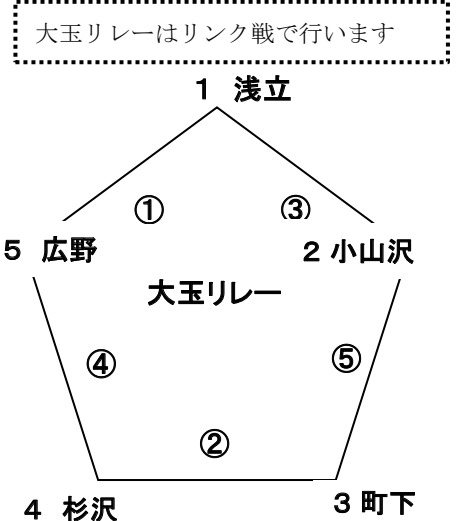 大玉リレーはリンク戦で行います
１ 浅立
① ③
５ 広野
２ 小山沢
大玉リレー
④ ⑤
②
４ 杉沢
３ 町下